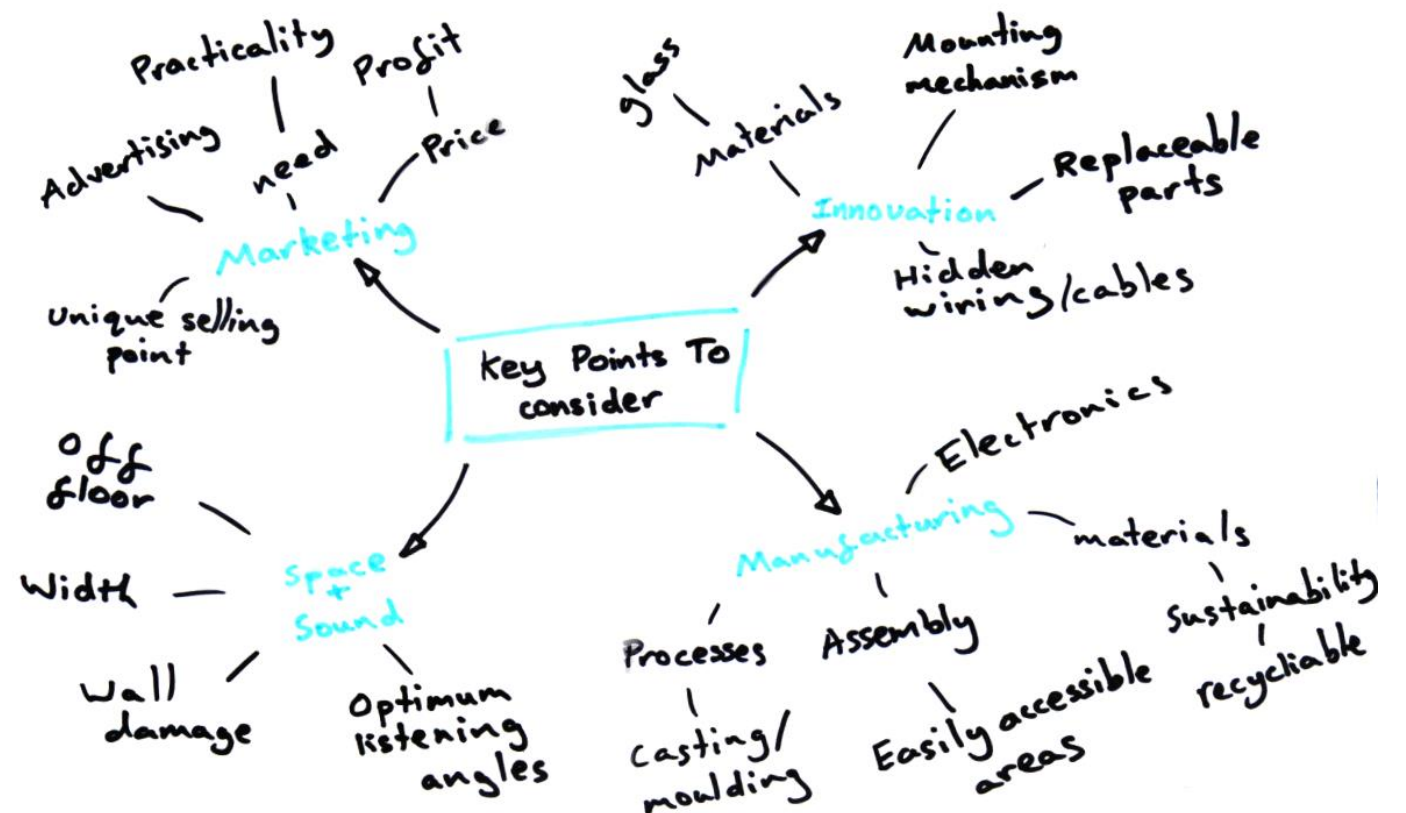 Practicality
Profit
Advertising
need
Price
Marketing
Unique selling
point
glass
Materials
Mounting
mechanism
Replaceable
parts
Innovation
Hidden
wiring/cables
Key Points To
consider
Off
floor
Width
Space
+
Sound
Wall
damage
Optimum
listening
angles
Electronics
Manufacturing
materials
Sustainability
recycliable
Processes
Casting/
moulding
Assembly
Easily accessible
areas